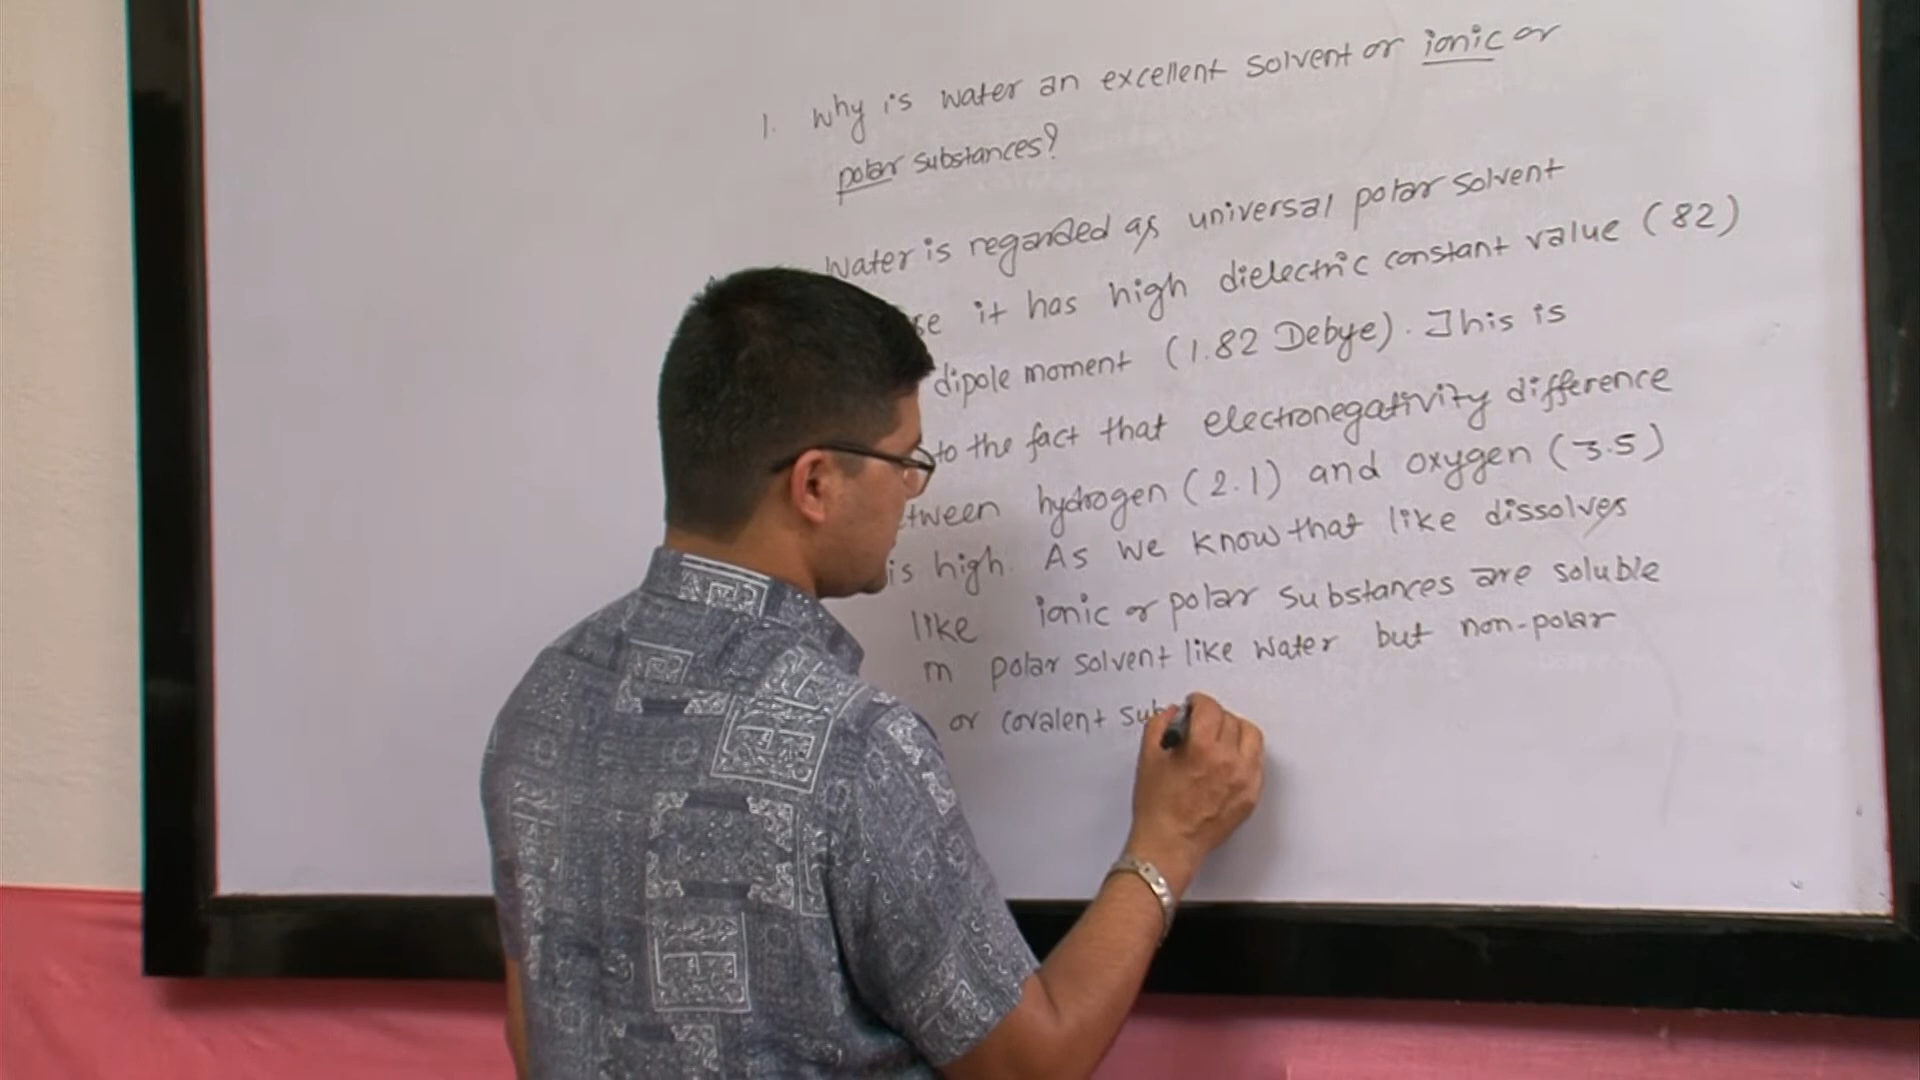 1. Why is water an excellent solvent or ionic or
polar substances?
Water is regarded as universal polar solvent
se it has high dielectric constant value (82)
dipole moment (1.82 Debye). This is
to the fact that electronegativity difference
tween hydrogen (2.1) and oxygen (3.5)
is high. As we know that like dissolves
like ionic or polar substances are soluble
in polar solvent like water but non-polar
or covalent sub